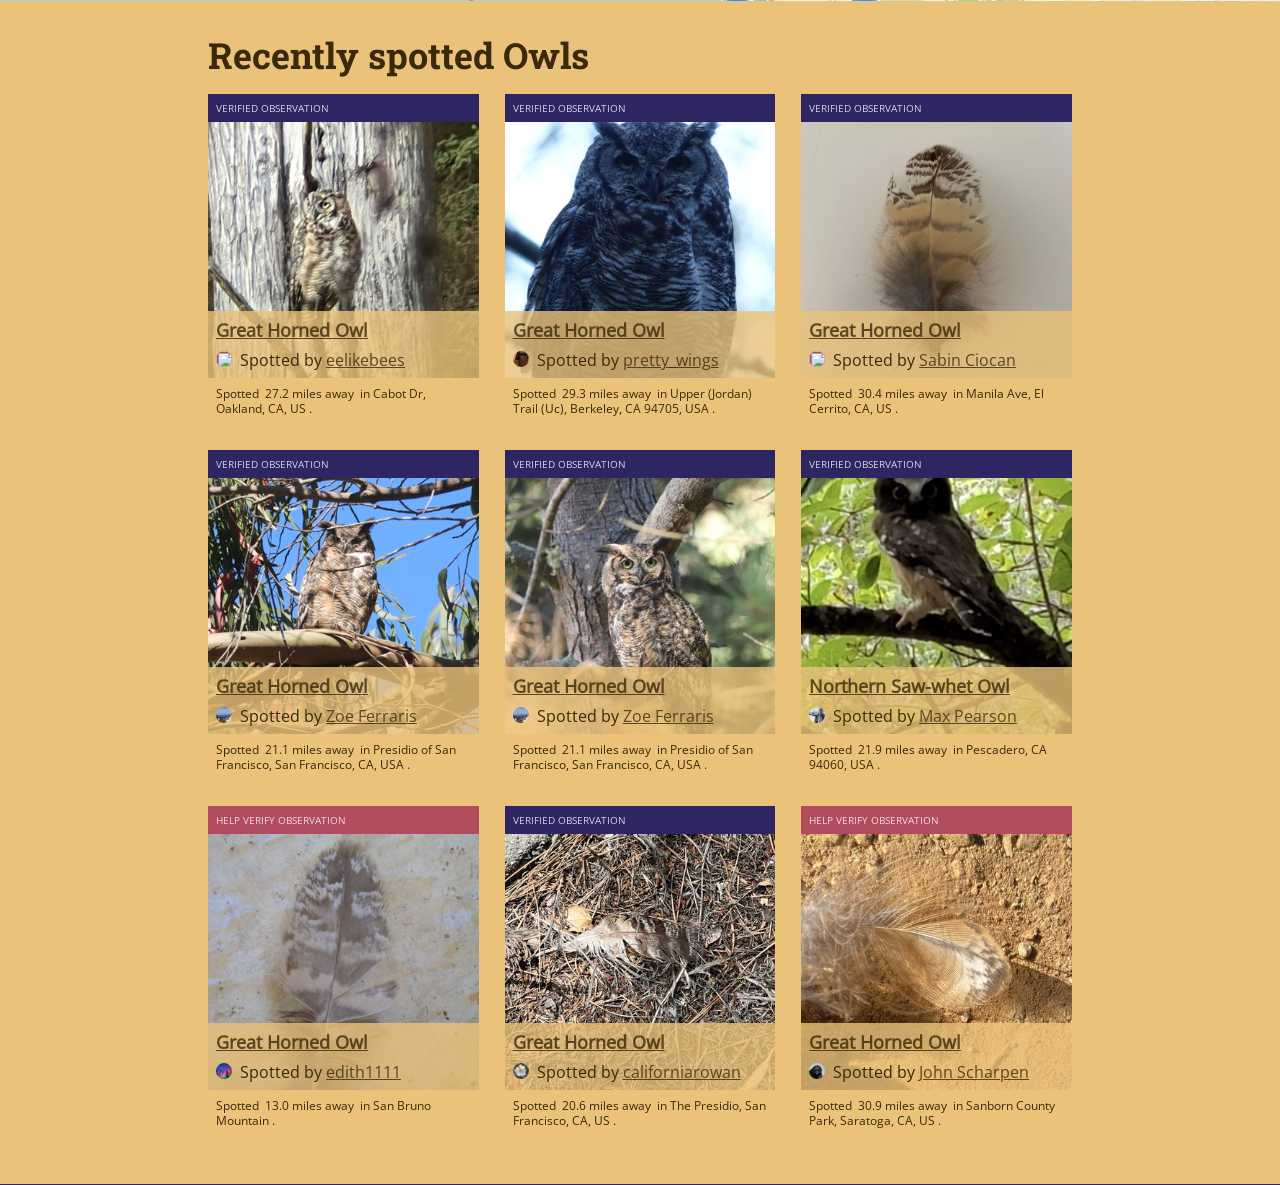 Recently spotted Owls
VERIFIED OBSERVATION
Great Horned Owl
Spotted by eelikebees
Spotted 27.2 miles away in Cabot Dr,
Oakland, CA, US .
VERIFIED OBSERVATION
Great Horned Owl
Spotted by pretty_wings
Spotted 29.3 miles away in Upper (Jordan)
Trail (Uc), Berkeley, CA 94705, USA .
VERIFIED OBSERVATION
Great Horned Owl
Spotted by Sabin Ciocan
Spotted 30.4 miles away in Manila Ave, El
Cerrito, CA, US .
VERIFIED OBSERVATION
Great Horned Owl
Spotted by Zoe Ferraris
Spotted 21.1 miles away in Presidio of San
Francisco, San Francisco, CA, USA .
VERIFIED OBSERVATION
Great Horned Owl
Spotted by Zoe Ferraris
Spotted 21.1 miles away in Presidio of San
Francisco, San Francisco, CA, USA .
VERIFIED OBSERVATION
Northern Saw-whet Owl
Spotted by Max Pearson
Spotted 21.9 miles away in Pescadero, CA
94060, USA .
HELP VERIFY OBSERVATION
Great Horned Owl
Spotted by edith1111
Spotted 13.0 miles away in San Bruno
Mountain .
VERIFIED OBSERVATION
Great Horned Owl
Spotted by californiarowan
Spotted 20.6 miles away in The Presidio, San
Francisco, CA, US .
HELP VERIFY OBSERVATION
Great Horned Owl
Spotted by John Scharpen
Spotted 30.9 miles away in Sanborn County
Park, Saratoga, CA, US .